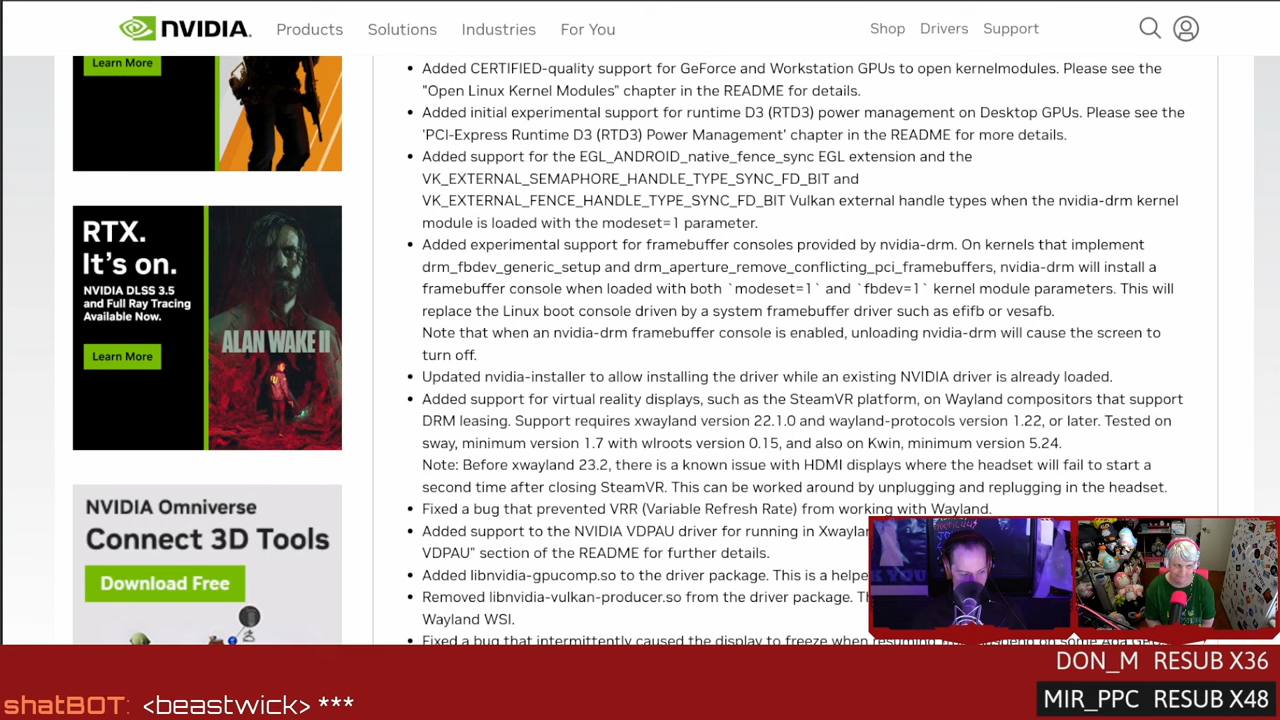 NVIDIA. Products Solutions Industries For You Shop Drivers Support
Learn More
RTX.
It's on.
NVIDIA DLSS 3.5
and Full Ray Tracing
Available Now.
Learn More
ALAN WAKE II
NVIDIA Omniverse
Connect 3D Tools
Download Free
• Added CERTIFIED-quality support for GeForce and Workstation GPUs to open kernelmodules. Please see the
"Open Linux Kernel Modules" chapter in the README for details.
• Added initial experimental support for runtime D3 (RTD3) power management on Desktop GPUs. Please see the
'PCI-Express Runtime D3 (RTD3) Power Management' chapter in the README for more details.
• Added support for the EGL_ANDROID_native_fence_sync EGL extension and the
VK_EXTERNAL_SEMAPHORE_HANDLE_TYPE_SYNC_FD_BIT and
VK_EXTERNAL_FENCE_HANDLE_TYPE_SYNC_FD_BIT Vulkan external handle types when the nvidia-drm kernel
module is loaded with the modeset=1 parameter.
• Added experimental support for framebuffer consoles provided by nvidia-drm. On kernels that implement
drm_fbdev_generic_setup and drm_aperture_remove_conflicting_pci_framebuffers, nvidia-drm will install a
framebuffer console when loaded with both `modeset=1` and `fbdev=1` kernel module parameters. This will
replace the Linux boot console driven by a system framebuffer driver such as efifb or vesafb.
Note that when an nvidia-drm framebuffer console is enabled, unloading nvidia-drm will cause the screen to
turn off.
• Updated nvidia-installer to allow installing the driver while an existing NVIDIA driver is already loaded.
• Added support for virtual reality displays, such as the SteamVR platform, on Wayland compositors that support
DRM leasing. Support requires xwayland version 22.1.0 and wayland-protocols version 1.22, or later. Tested on
sway, minimum version 1.7 with wlroots version 0.15, and also on Kwin, minimum version 5.24.
Note: Before xwayland 23.2, there is a known issue with HDMI displays where the headset will fail to start a
second time after closing SteamVR. This can be worked around by unplugging and replugging in the headset.
• Fixed a bug that prevented VRR (Variable Refresh Rate) from working with Wayland.
• Added support to the NVIDIA VDPAU driver for running in Xwayla
VDPAU" section of the README for further details.
• Added libnvidia-gpucomp.so to the driver package. This is a helpe
• Removed libnvidia-vulkan-producer.so from the driver package. Th
Wayland WSI.
• Fixed a bug that intermittently caused the display to freeze when resuming
DON_M RESUB X36
shatBOT: <beastwick> ***
MIR_PPC RESUB X48